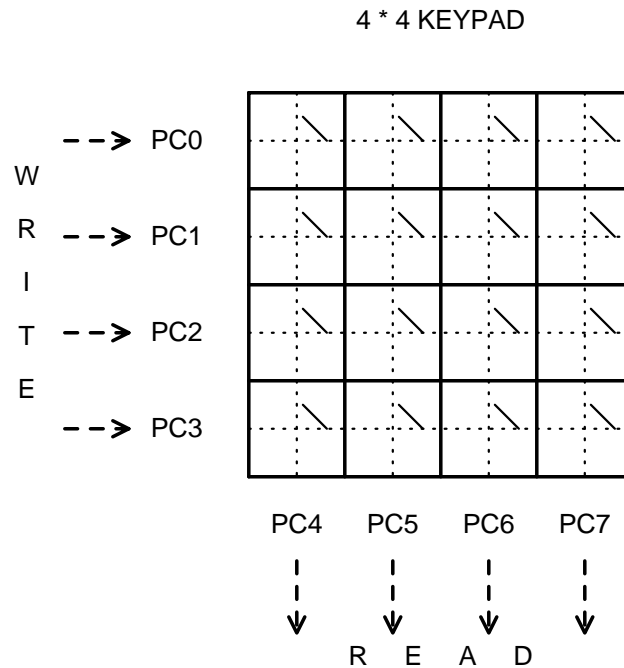 4 * 4 KEYPAD
PC0
PC1
PC2
PC3
W
R
I
T
E
PC4 PC5 PC6 PC7
R E A D